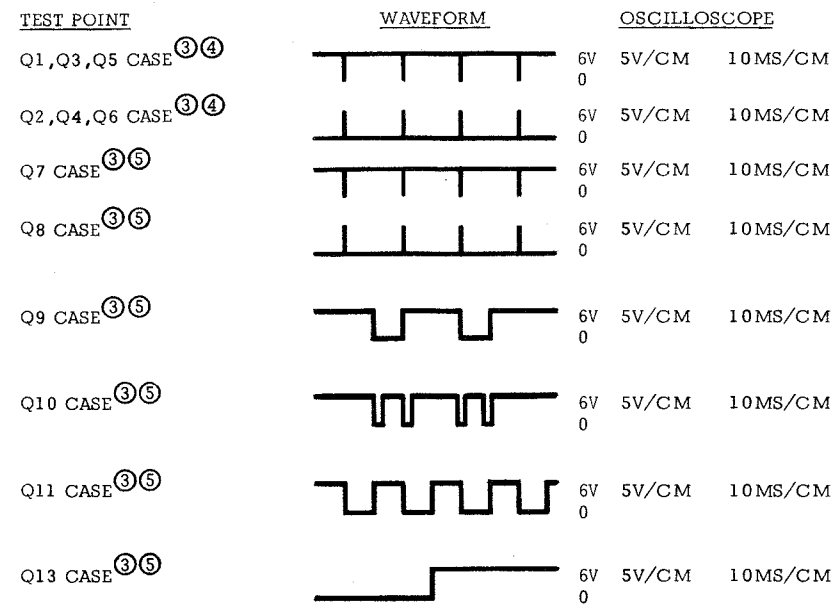 TEST POINT WAVEFORM OSCILLOSCOPE
Q1,Q3,Q5 CASE③④ 6V 5V/CM 10MS/CM
0
Q2,Q4,Q6 CASE③④ 6V 5V/CM 10MS/CM
0
Q7 CASE③⑤ 6V 5V/CM 10MS/CM
0
Q8 CASE③⑤ 6V 5V/CM 10MS/CM
0
Q9 CASE③⑤ 6V 5V/CM 10MS/CM
0
Q10 CASE③⑤ 6V 5V/CM 10MS/CM
0
Q11 CASE③⑤ 6V 5V/CM 10MS/CM
0
Q13 CASE③⑤ 6V 5V/CM 10MS/CM
0